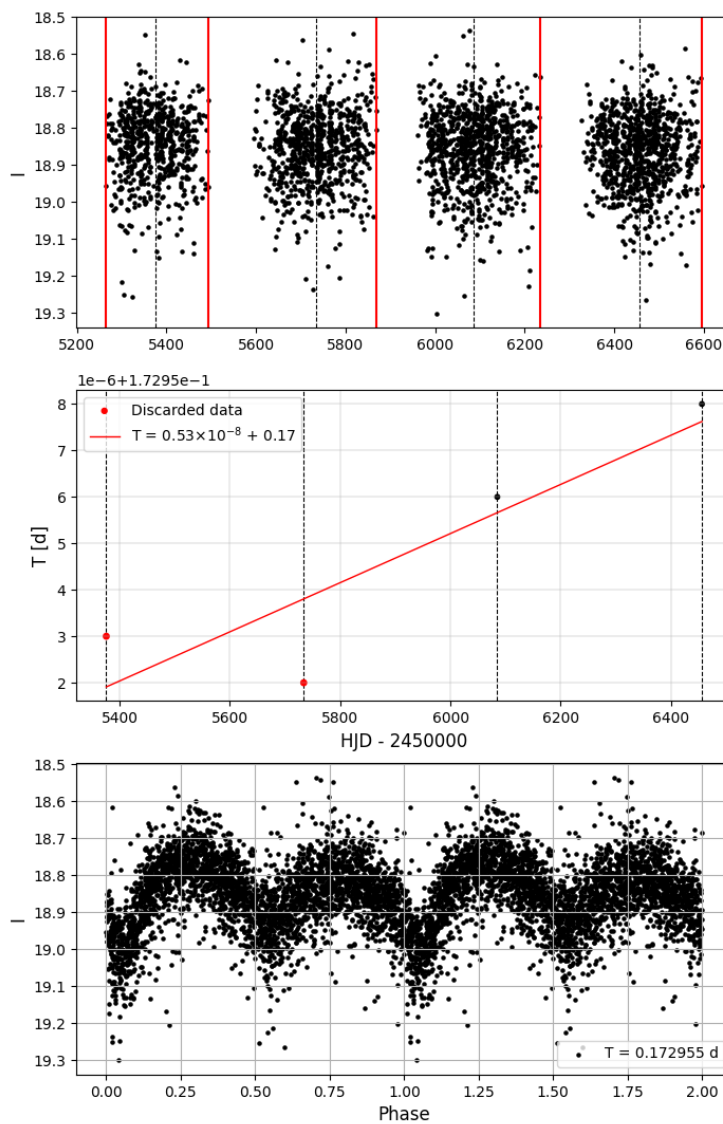 18.5
18.6
18.7
18.8
18.9
19.0
19.1
19.2
19.3
I
5200 5400 5600 5800 6000 6200 6400 6600
1e-6+1.7295e-1
Discarded data
T = 0.53×10⁻⁸ + 0.17
8
7
6
5
4
3
2
T [d]
5400 5600 5800 6000 6200 6400
HJD - 2450000
18.5
18.6
18.7
18.8
18.9
19.0
19.1
19.2
19.3
I
T = 0.172955 d
0.00 0.25 0.50 0.75 1.00 1.25 1.50 1.75 2.00
Phase